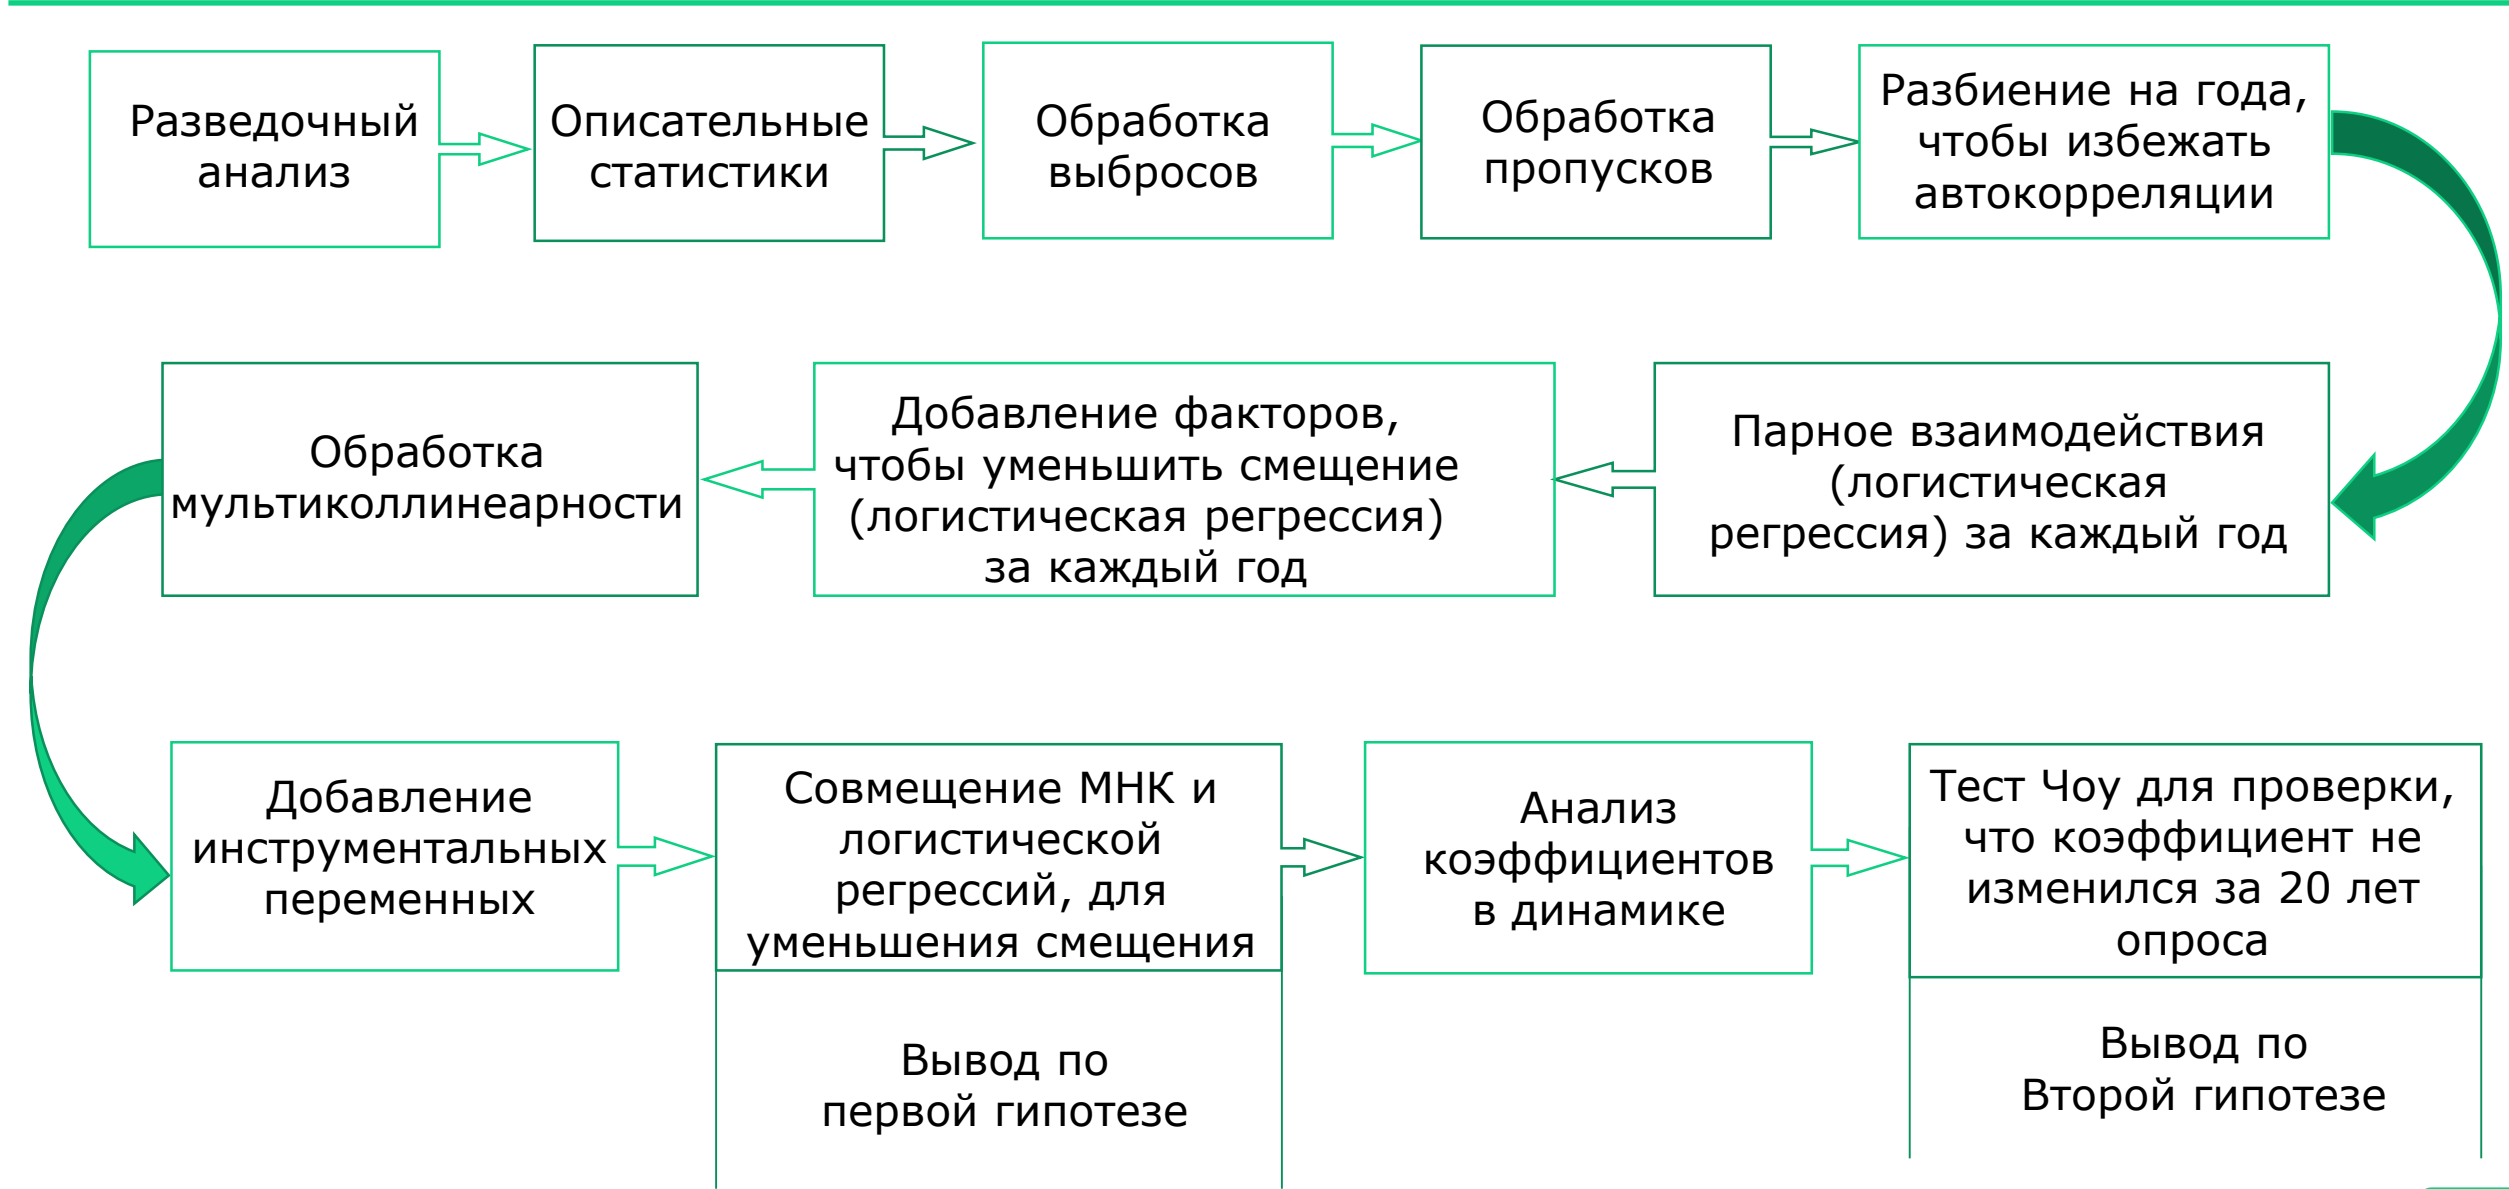 Разведочный
анализ
Описательные
статистики
Обработка
выбросов
Обработка
пропусков
Разбиение на года,
чтобы избежать
автокорреляции
Парное взаимодействия
(логистическая
регрессия) за каждый год
Добавление факторов,
чтобы уменьшить смещение
(логистическая регрессия)
за каждый год
Обработка
мультиколлинеарности
Добавление
инструментальных
переменных
Совмещение МНК и
логистической
регрессий, для
уменьшения смещения
Вывод по
первой гипотезе
Анализ
коэффициентов
в динамике
Тест Чоу для проверки,
что коэффициент не
изменился за 20 лет
опроса
Вывод по
Второй гипотезе